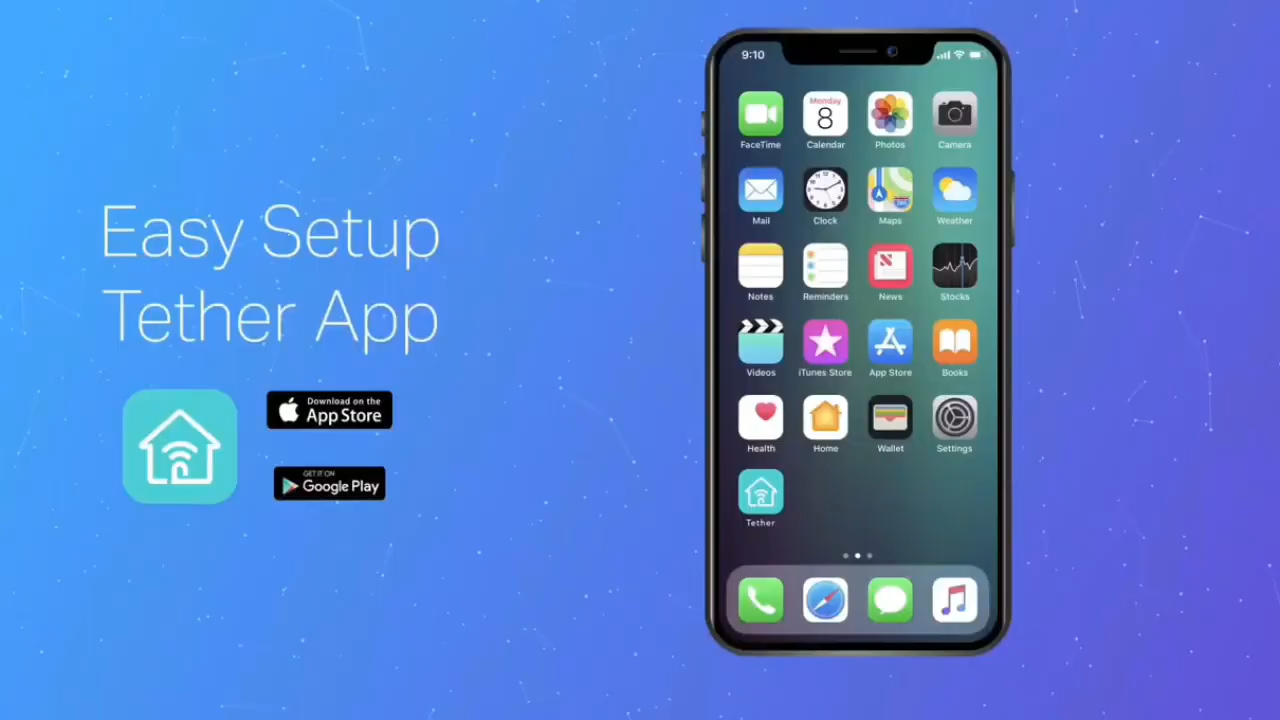 Easy Setup
Tether App
Download on the
App Store
GET IT ON
Google Play
9:10
Monday
8
FaceTime
Calendar
Photos
Camera
Mail
Clock
Maps
Weather
Notes
Reminders
News
Stocks
Videos
iTunes Store
App Store
Books
Health
Home
Wallet
Settings
Tether